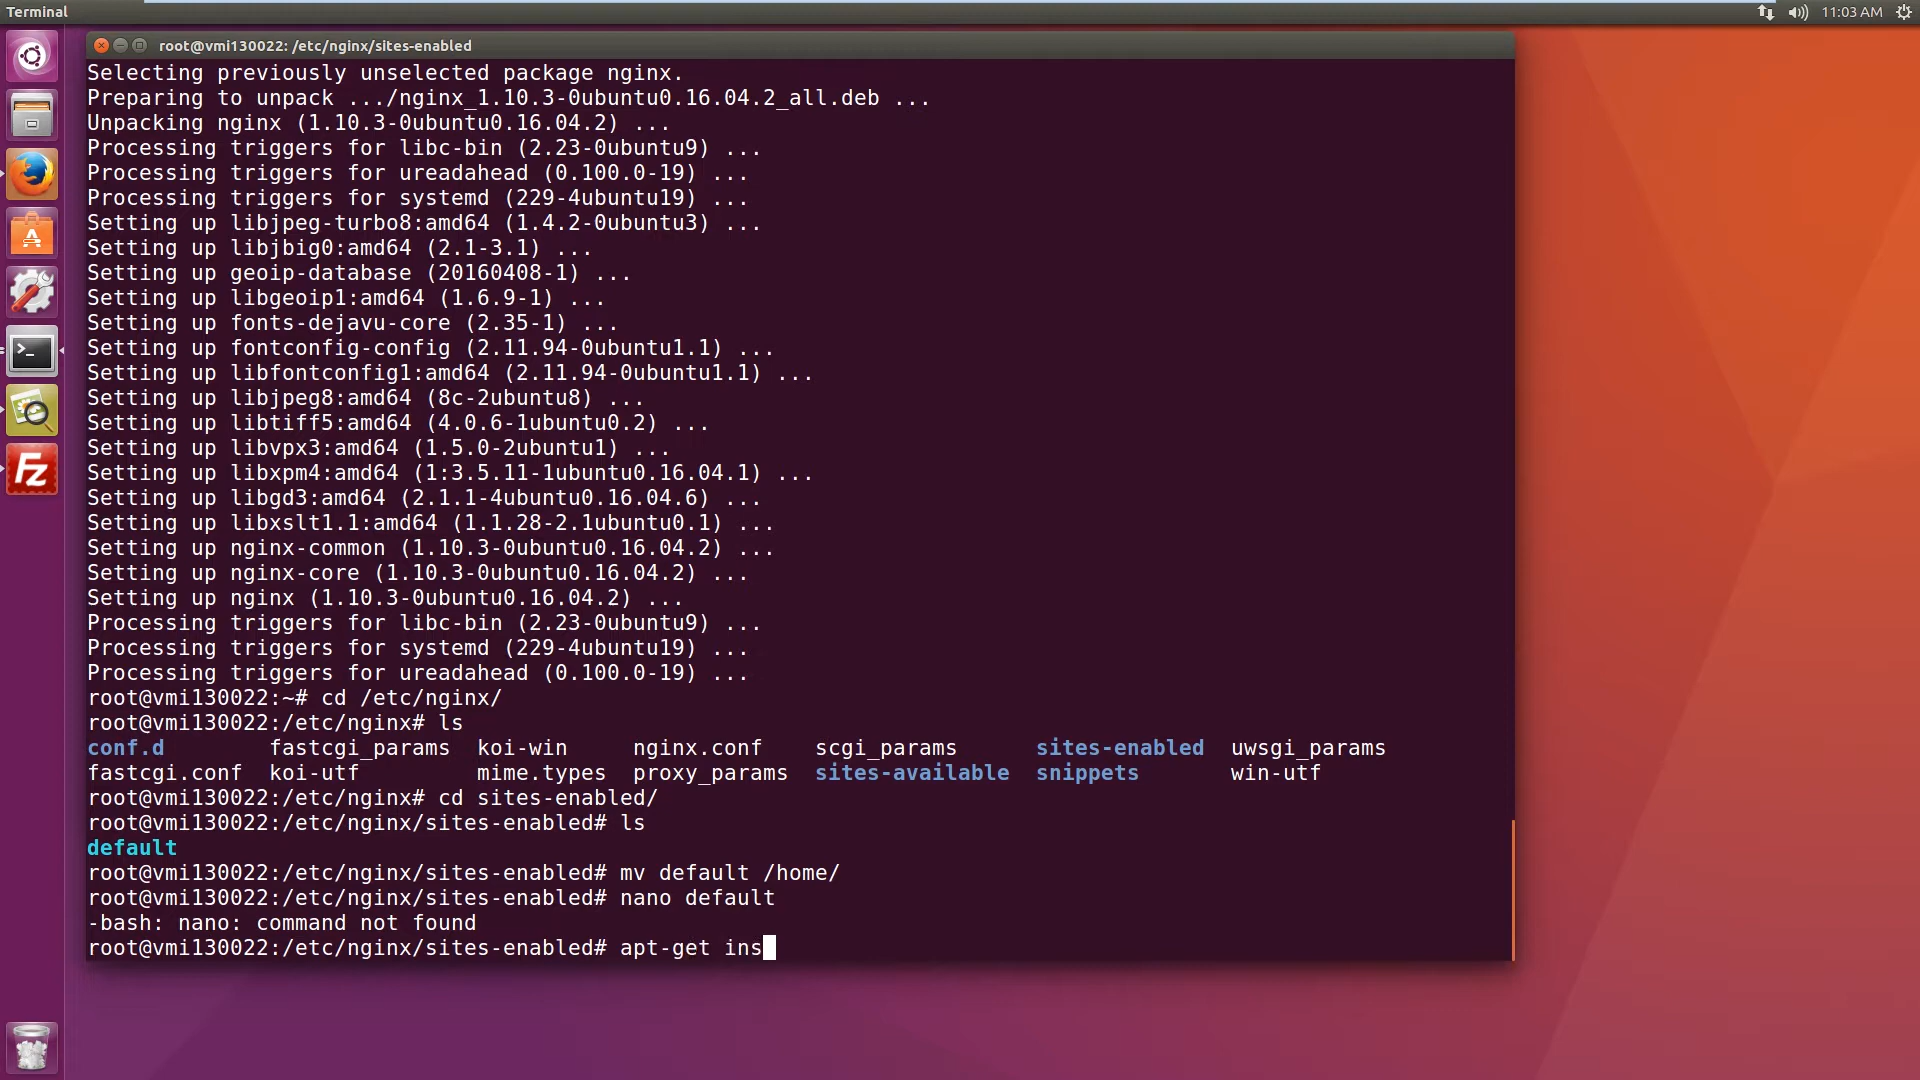 Terminal
11:03 AM
root@vmi130022: /etc/nginx/sites-enabled
Selecting previously unselected package nginx.
Preparing to unpack .../nginx_1.10.3-0ubuntu0.16.04.2_all.deb ...
Unpacking nginx (1.10.3-0ubuntu0.16.04.2) ...
Processing triggers for libc-bin (2.23-0ubuntu9) ...
Processing triggers for ureadahead (0.100.0-19) ...
Processing triggers for systemd (229-4ubuntu19) ...
Setting up libjpeg-turbo8:amd64 (1.4.2-0ubuntu3) ...
Setting up libjbig0:amd64 (2.1-3.1) ...
Setting up geoip-database (20160408-1) ...
Setting up libgeoip1:amd64 (1.6.9-1) ...
Setting up fonts-dejavu-core (2.35-1) ...
Setting up fontconfig-config (2.11.94-0ubuntu1.1) ...
Setting up libfontconfig1:amd64 (2.11.94-0ubuntu1.1) ...
Setting up libjpeg8:amd64 (8c-2ubuntu8) ...
Setting up libtiff5:amd64 (4.0.6-1ubuntu0.2) ...
Setting up libvpx3:amd64 (1.5.0-2ubuntu1) ...
Setting up libxpm4:amd64 (1:3.5.11-1ubuntu0.16.04.1) ...
Setting up libgd3:amd64 (2.1.1-4ubuntu0.16.04.6) ...
Setting up libxslt1.1:amd64 (1.1.28-2.1ubuntu0.1) ...
Setting up nginx-common (1.10.3-0ubuntu0.16.04.2) ...
Setting up nginx-core (1.10.3-0ubuntu0.16.04.2) ...
Setting up nginx (1.10.3-0ubuntu0.16.04.2) ...
Processing triggers for libc-bin (2.23-0ubuntu9) ...
Processing triggers for systemd (229-4ubuntu19) ...
Processing triggers for ureadahead (0.100.0-19) ...
root@vmi130022:~# cd /etc/nginx/
root@vmi130022:/etc/nginx# ls
conf.d fastcgi_params koi-win nginx.conf scgi_params sites-enabled uwsgi_params
fastcgi.conf koi-utf mime.types proxy_params sites-available snippets win-utf
root@vmi130022:/etc/nginx# cd sites-enabled/
root@vmi130022:/etc/nginx/sites-enabled# ls
default
root@vmi130022:/etc/nginx/sites-enabled# mv default /home/
root@vmi130022:/etc/nginx/sites-enabled# nano default
-bash: nano: command not found
root@vmi130022:/etc/nginx/sites-enabled# apt-get ins